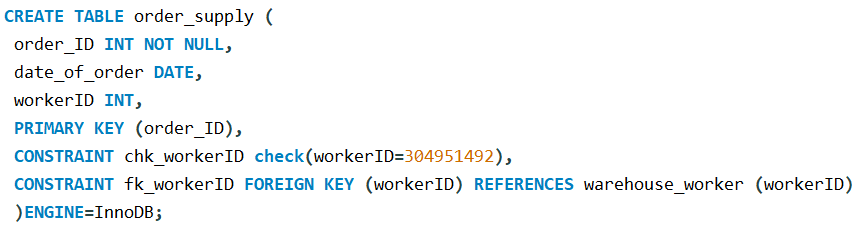 CREATE TABLE order_supply (
order_ID INT NOT NULL,
date_of_order DATE,
workerID INT,
PRIMARY KEY (order_ID),
CONSTRAINT chk_workerID check(workerID=304951492),
CONSTRAINT fk_workerID FOREIGN KEY (workerID) REFERENCES warehouse_worker (workerID)
)ENGINE=InnoDB;